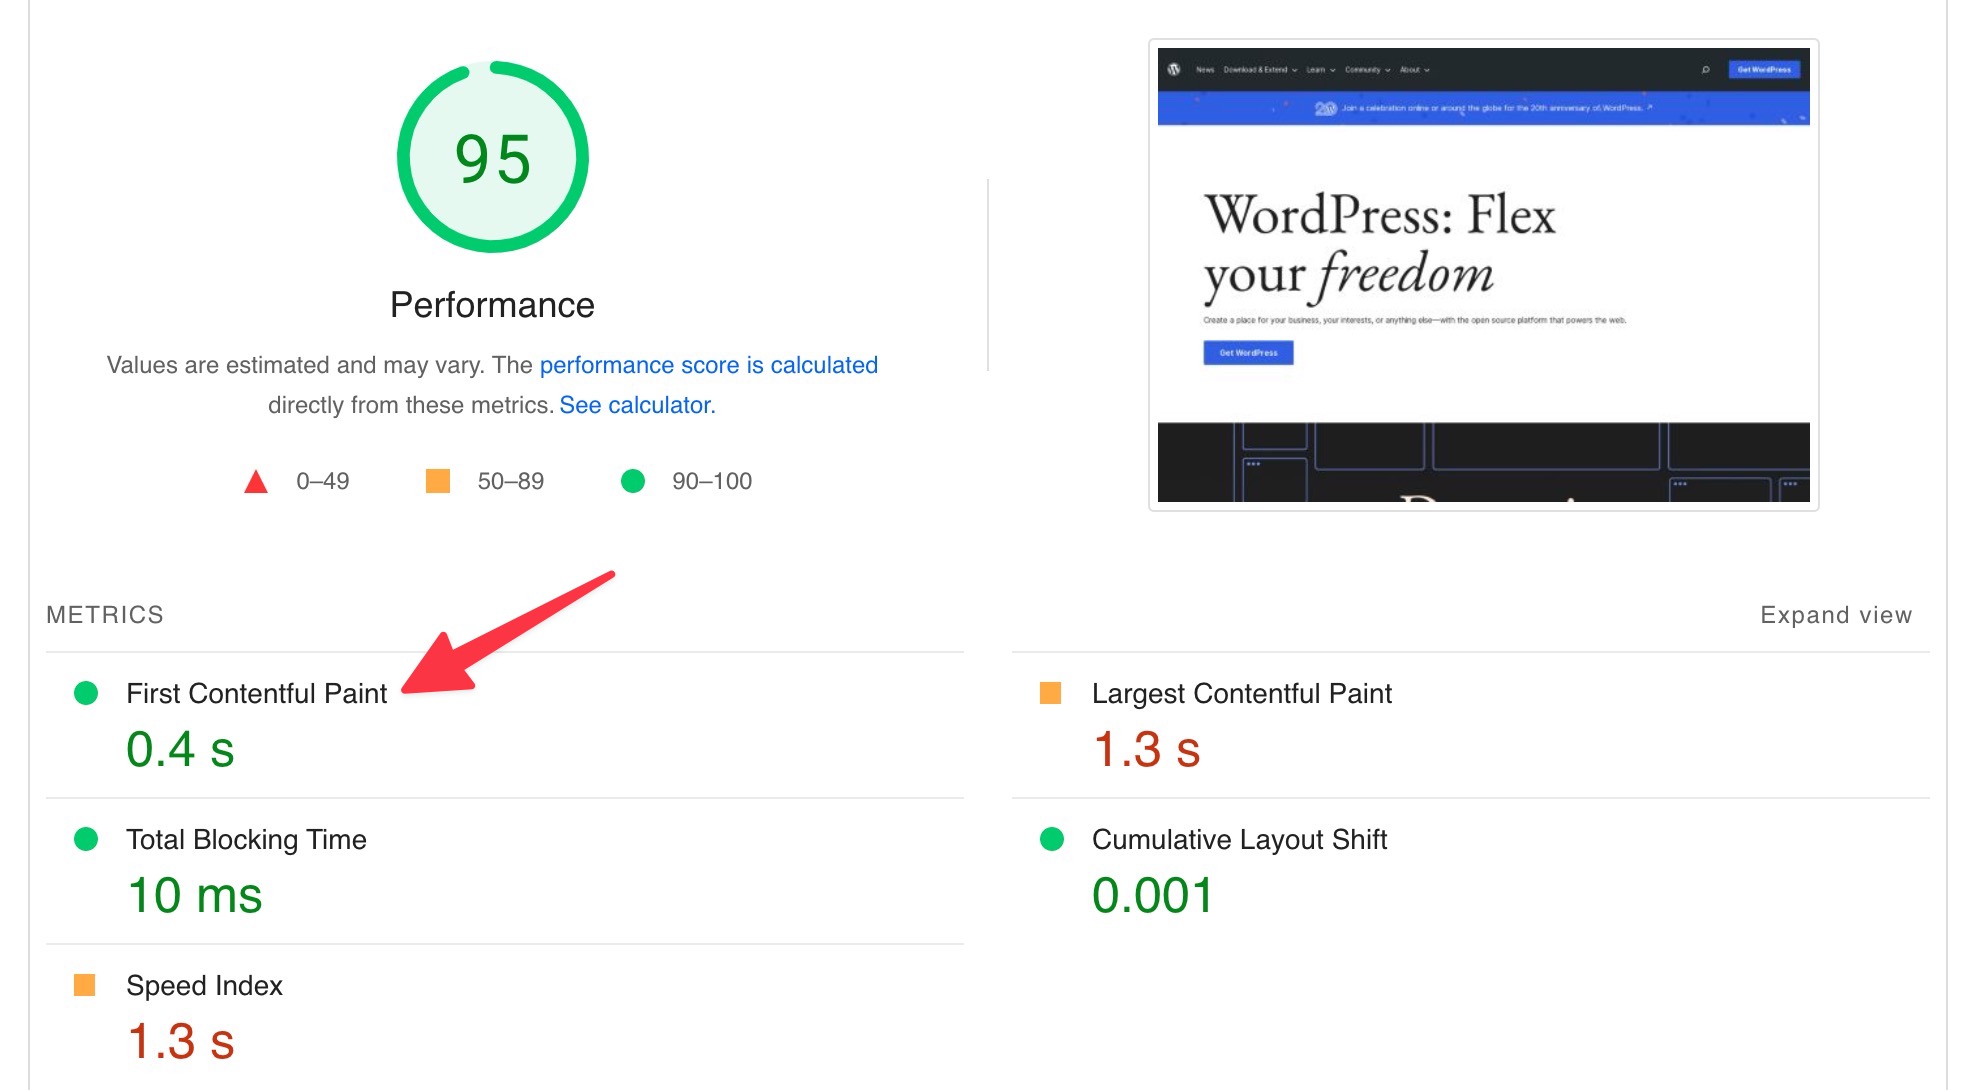 95
Performance
Values are estimated and may vary. The performance score is calculated
directly from these metrics. See calculator.
0–49
50–89
90–100
News Download & Extend Learn Community About
Get WordPress
20 Join a celebration online or around the globe for the 20th anniversary of WordPress. ↗
WordPress: Flex
your freedom
Create a place for your business, your interests, or anything else—with the open source platform that powers the web.
Get WordPress
METRICS
Expand view
First Contentful Paint
0.4 s
Largest Contentful Paint
1.3 s
Total Blocking Time
10 ms
Cumulative Layout Shift
0.001
Speed Index
1.3 s